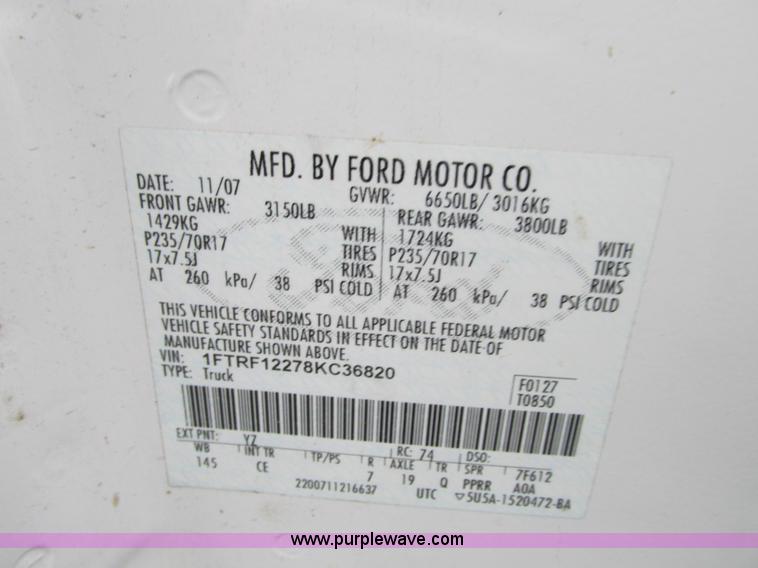 MFD. BY FORD MOTOR CO.
DATE: 11/07 GVWR: 6650LB/ 3016KG
FRONT GAWR: 3150LB REAR GAWR: 3800LB
1429KG WITH 1724KG WITH
P235/70R17 TIRES P235/70R17 TIRES
17x7.5J RIMS 17x7.5J RIMS
AT 260 kPa/ 38 PSI COLD AT 260 kPa/ 38 PSI COLD
THIS VEHICLE CONFORMS TO ALL APPLICABLE FEDERAL MOTOR
VEHICLE SAFETY STANDARDS IN EFFECT ON THE DATE OF
MANUFACTURE SHOWN ABOVE.
VIN: 1FTRF12278KC36820
TYPE: Truck
F0127
T0850
EXT PNT: YZ RC: 74 DSO:
WB INT TR TP/PS R AXLE TR SPR 7F612
145 CE 7 19 Q PPRR AOA
2200711216637 UTC ▽5U5A-1520472-BA
www.purplewave.com